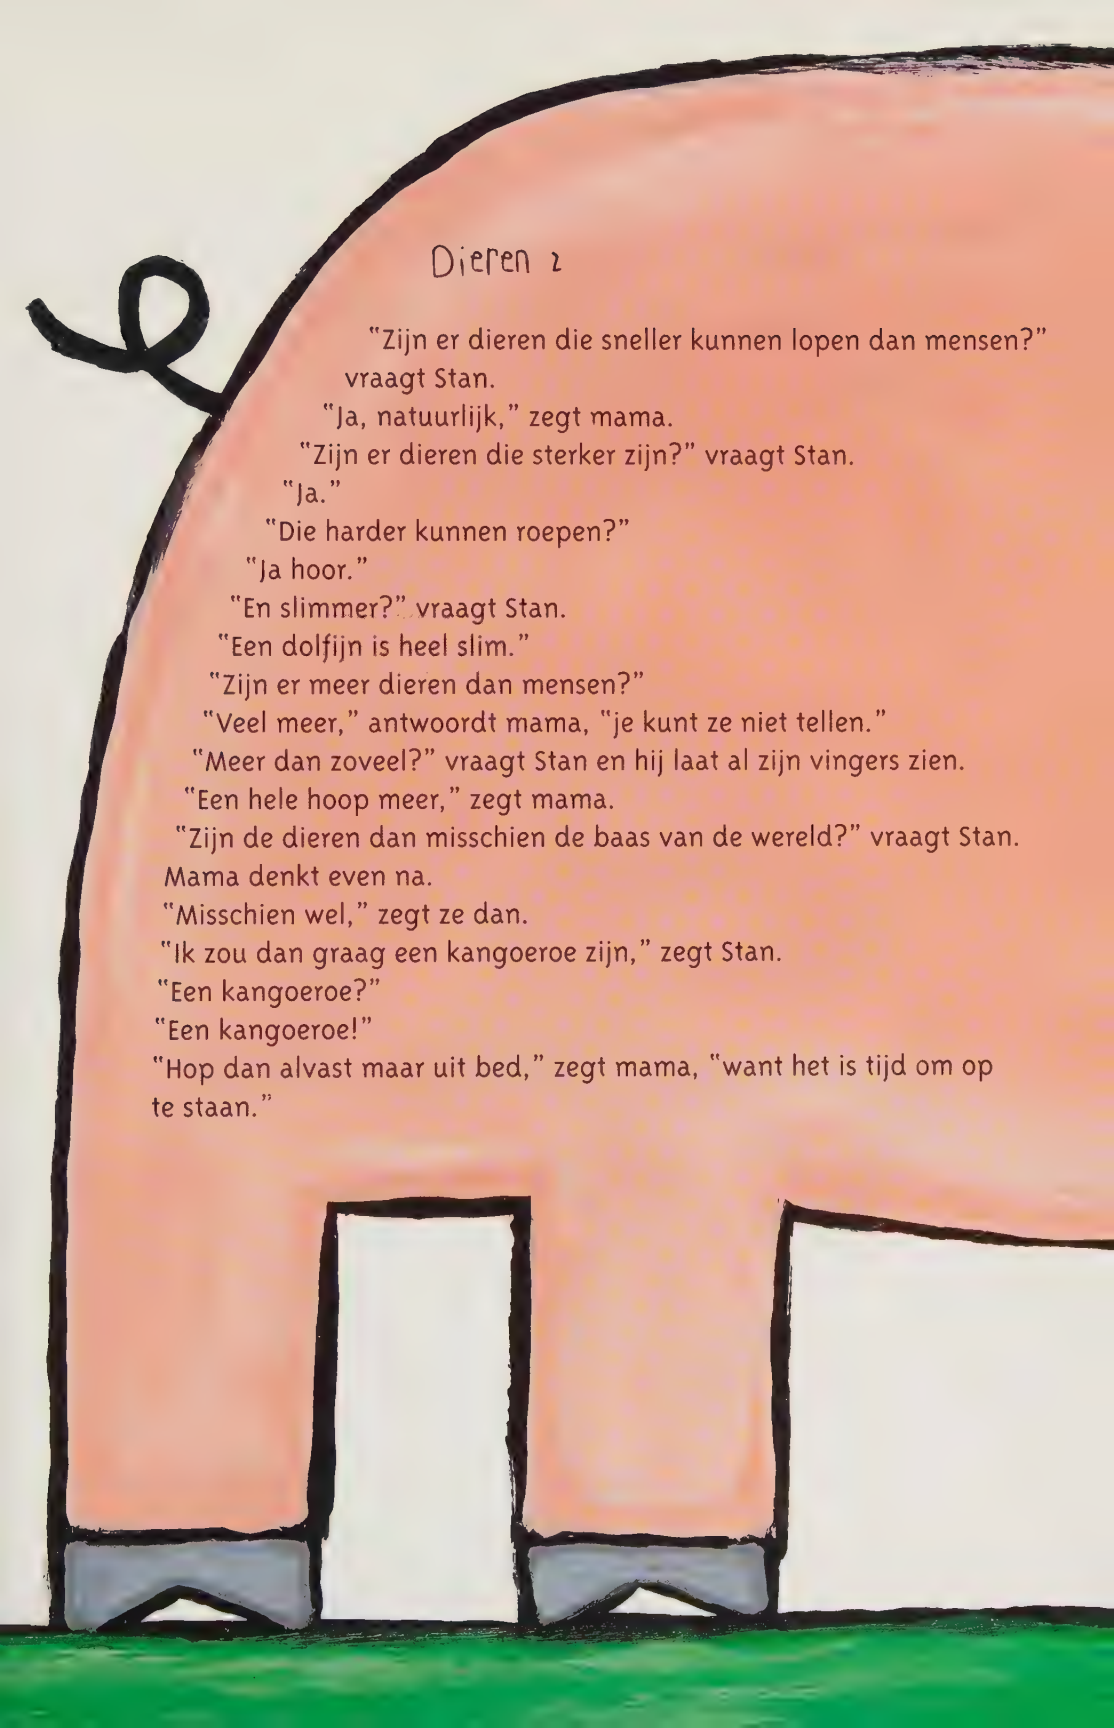 Dieren 2
"Zijn er dieren die sneller kunnen lopen dan mensen?"
vraagt Stan.
"Ja, natuurlijk," zegt mama.
"Zijn er dieren die sterker zijn?" vraagt Stan.
"Ja."
"Die harder kunnen roepen?"
"Ja hoor."
"En slimmer?" vraagt Stan.
"Een dolfijn is heel slim."
"Zijn er meer dieren dan mensen?"
"Veel meer," antwoordt mama, "je kunt ze niet tellen."
"Meer dan zoveel?" vraagt Stan en hij laat al zijn vingers zien.
"Een hele hoop meer," zegt mama.
"Zijn de dieren dan misschien de baas van de wereld?" vraagt Stan.
Mama denkt even na.
"Misschien wel," zegt ze dan.
"Ik zou dan graag een kangoeroe zijn," zegt Stan.
"Een kangoeroe?"
"Een kangoeroe!"
"Hop dan alvast maar uit bed," zegt mama, "want het is tijd om op
te staan."